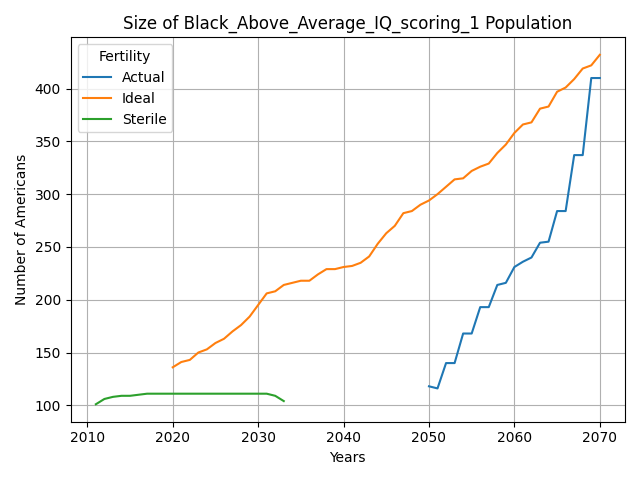 Size of Black_Above_Average_IQ_scoring_1 Population
Fertility
Actual
Ideal
Sterile
Number of Americans
400
350
300
250
200
150
100
2010 2020 2030 2040 2050 2060 2070
Years